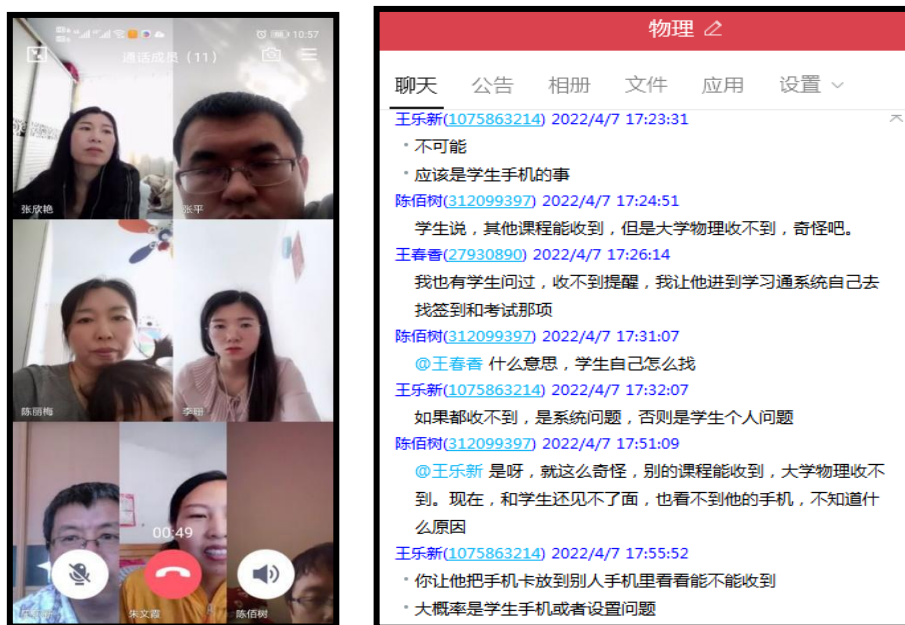 10:57
通话成员（11）
张欣艳
张平
陈丽梅
李珊
00:49
朱文霞
陈佰树
物理
聊天 公告 相册 文件 应用 设置
王乐新(1075863214) 2022/4/7 17:23:31
不可能
应该是学生手机的事
陈佰树(312099397) 2022/4/7 17:24:51
学生说，其他课程能收到，但是大学物理收不到，奇怪吧。
王春香(27930890) 2022/4/7 17:26:14
我也有学生问过，收不到提醒，我让他进到学习通系统自己去
找签到和考试那项
陈佰树(312099397) 2022/4/7 17:31:07
@王春香 什么意思，学生自己怎么找
王乐新(1075863214) 2022/4/7 17:32:07
如果都收不到，是系统问题，否则是学生个人问题
陈佰树(312099397) 2022/4/7 17:51:09
@王乐新 是呀，就这么奇怪，别的课程能收到，大学物理收不
到。现在，和学生还见不了面，也看不到他的手机，不知道什
么原因
王乐新(1075863214) 2022/4/7 17:55:52
你让他把手机卡放到别人手机里看看能不能收到
大概率是学生手机或者设置问题